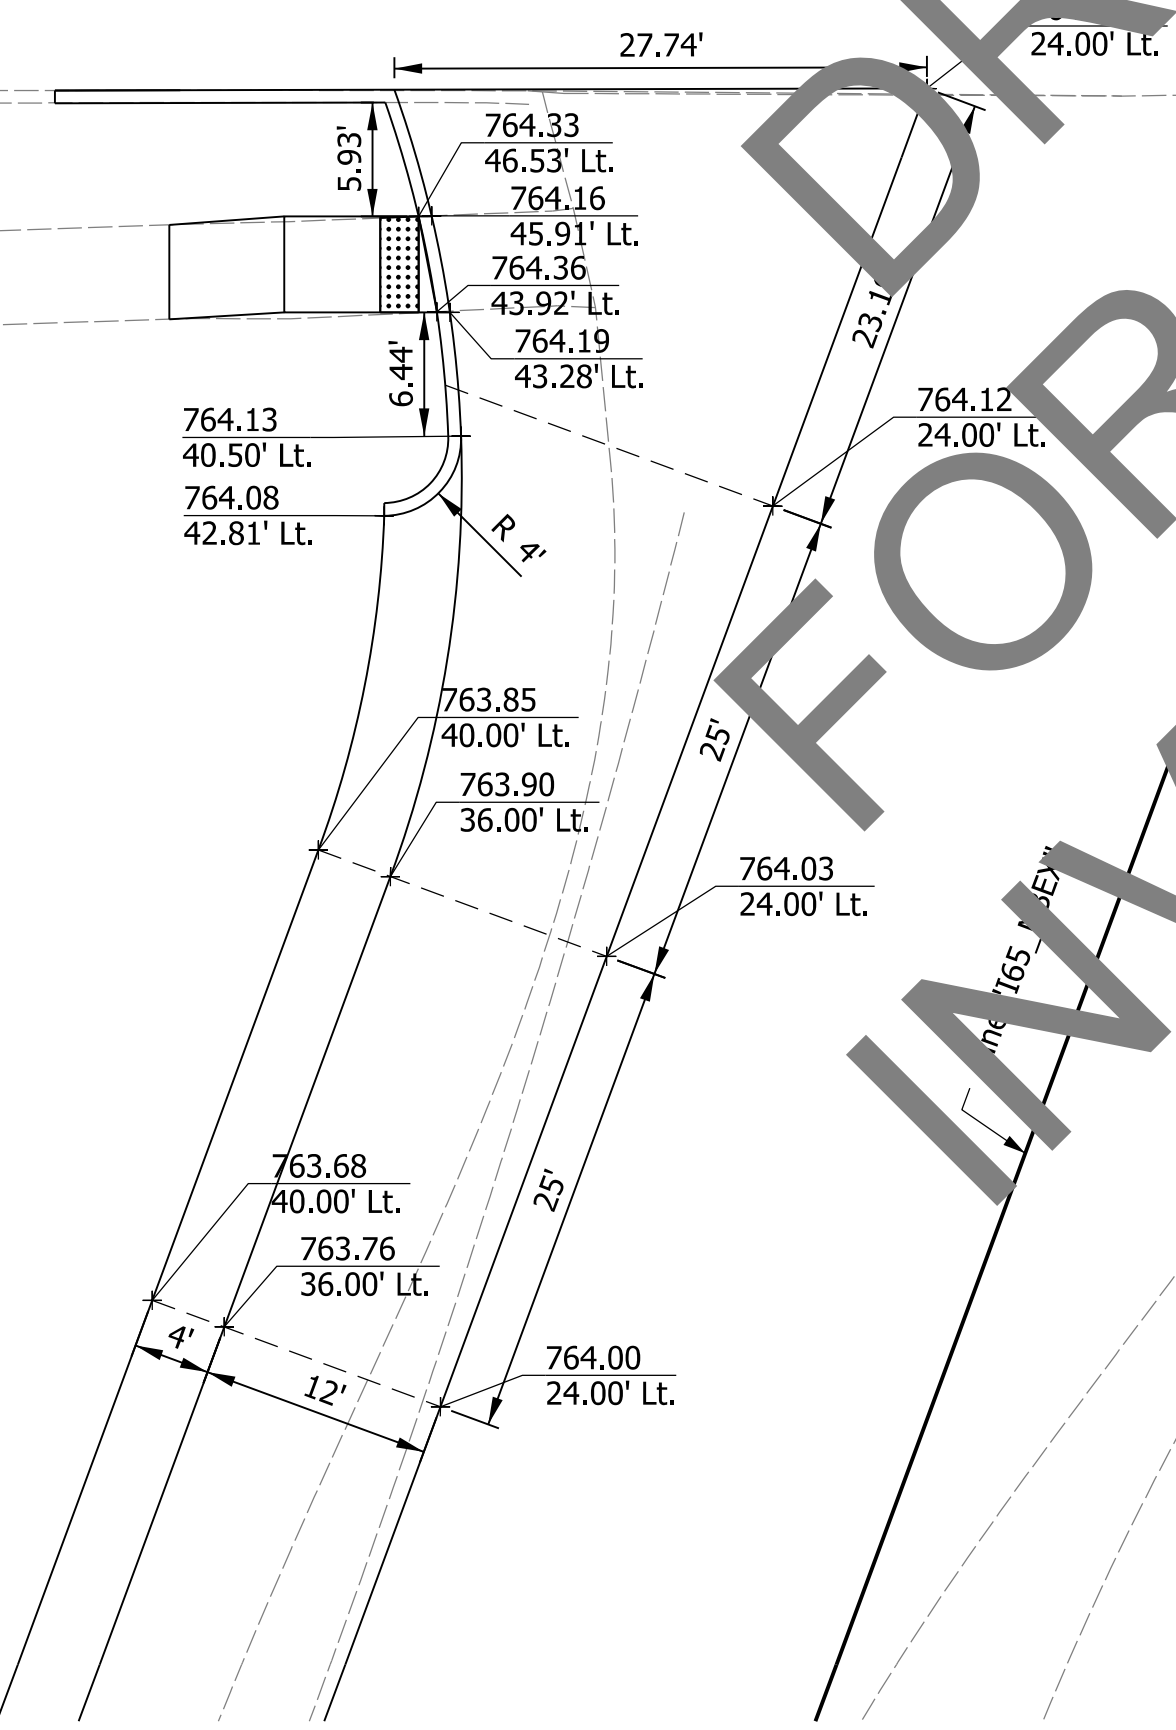 27.74'
24.00' Lt.
5.93'
764.33
46.53' Lt.
764.16
45.91' Lt.
764.36
43.92' Lt.
764.19
43.28' Lt.
6.44'
764.13
40.50' Lt.
764.08
42.81' Lt.
R 4'
764.12
24.00' Lt.
25'
763.85
40.00' Lt.
763.90
36.00' Lt.
764.03
24.00' Lt.
25'
763.68
40.00' Lt.
763.76
36.00' Lt.
4'
12'
764.00
24.00' Lt.
FOR